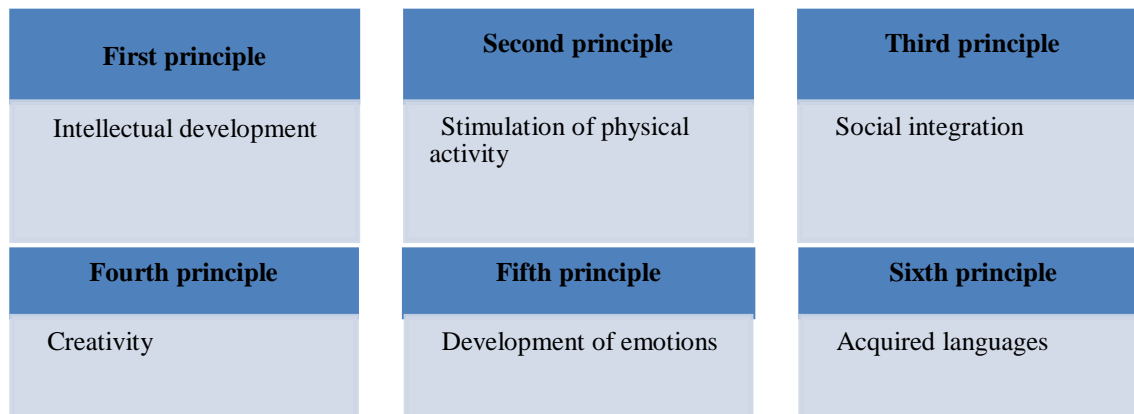 First principle
Intellectual development
Second principle
Stimulation of physical
activity
Third principle
Social integration
Fourth principle
Creativity
Fifth principle
Development of emotions
Sixth principle
Acquired languages